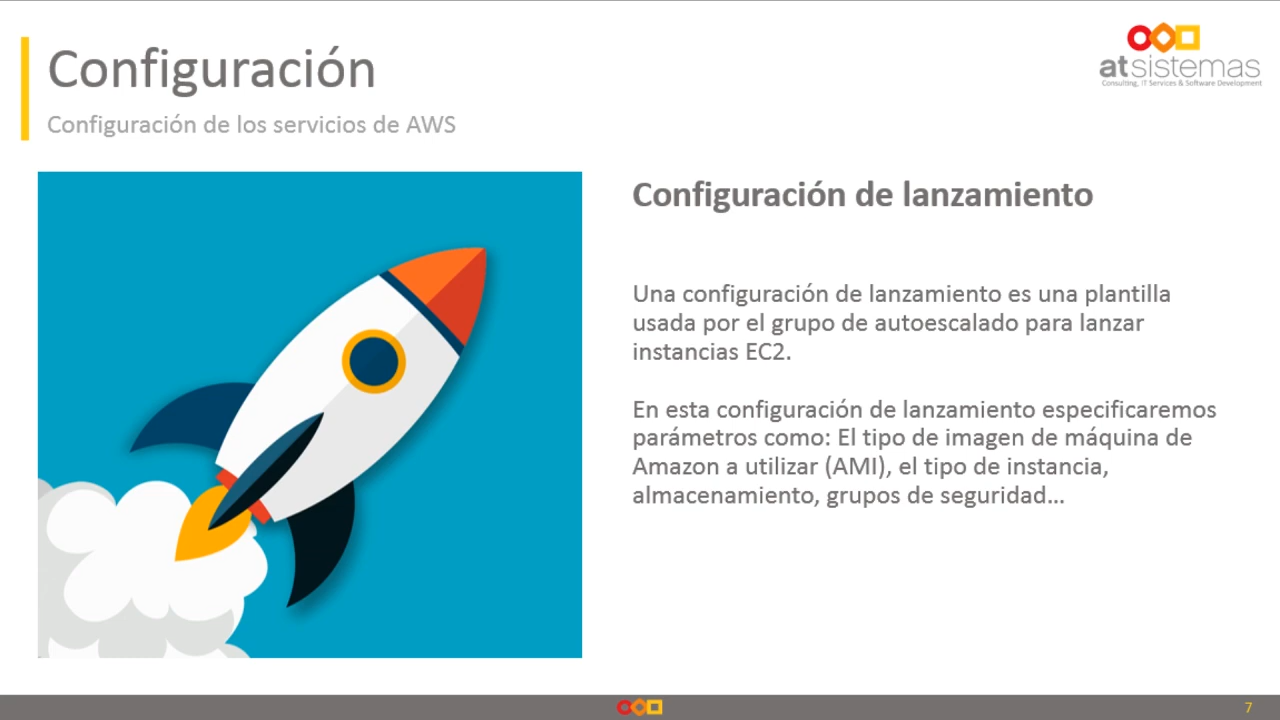 Configuración
Configuración de los servicios de AWS
atsistemas
Consulting, IT Services & Software Development
Configuración de lanzamiento
Una configuración de lanzamiento es una plantilla
usada por el grupo de autoescalado para lanzar
instancias EC2.
En esta configuración de lanzamiento especificaremos
parámetros como: El tipo de imagen de máquina de
Amazon a utilizar (AMI), el tipo de instancia,
almacenamiento, grupos de seguridad...
7